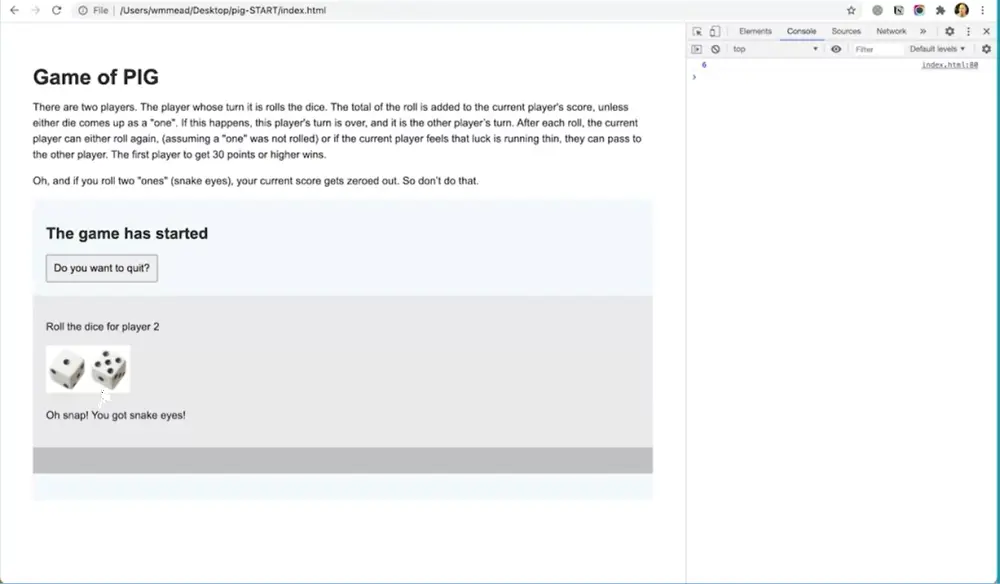 File | /Users/wmmead/Desktop/pig-START/index.html
Elements Console Sources Network »
top Filter Default levels
6 index.html:80
Game of PIG
There are two players. The player whose turn it is rolls the dice. The total of the roll is added to the current player's score, unless
either die comes up as a "one". If this happens, this player's turn is over, and it is the other player's turn. After each roll, the current
player can either roll again, (assuming a "one" was not rolled) or if the current player feels that luck is running thin, they can pass to
the other player. The first player to get 30 points or higher wins.
Oh, and if you roll two "ones" (snake eyes), your current score gets zeroed out. So don't do that.
The game has started
Do you want to quit?
Roll the dice for player 2
Oh snap! You got snake eyes!